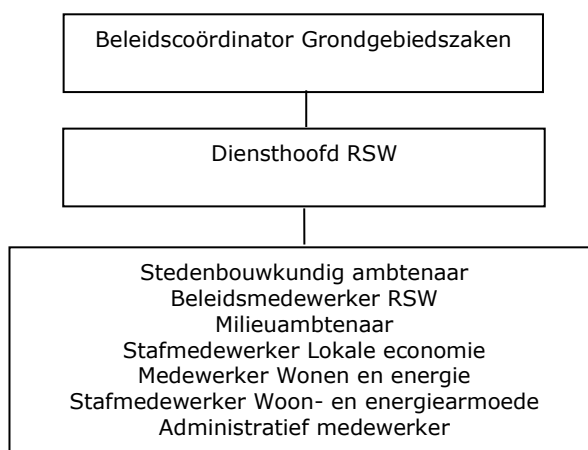 Beleidscoördinator Grondgebiedszaken
Diensthoofd RSW
Stedenbouwkundig ambtenaar
Beleidsmedewerker RSW
Milieuambtenaar
Stafmedewerker Lokale economie
Medewerker Wonen en energie
Stafmedewerker Woon- en energiearmoede
Administratief medewerker